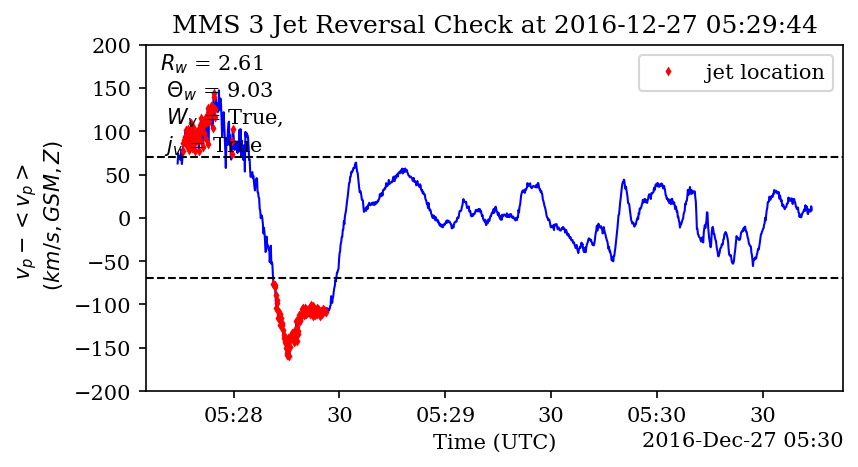 MMS 3 Jet Reversal Check at 2016-12-27 05:29:44
R_w = 2.61
Θ_w = 9.03
W_v = True,
j_v = True
jet location
v_p − <v_p>
(km/s, GSM, Z)
200
150
100
50
0
−50
−100
−150
−200
05:28
30
05:29
30
05:30
30
Time (UTC)
2016-Dec-27 05:30